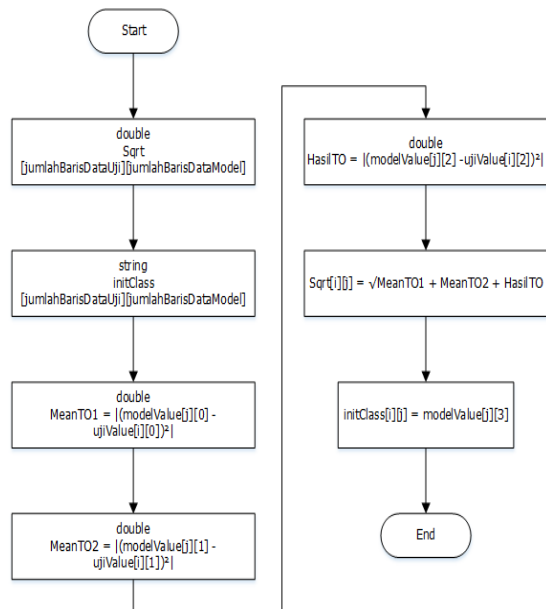 Start
double
Sqrt
[jumlahBarisDataUji][jumlahBarisDataModel]
string
initClass
[jumlahBarisDataUji][jumlahBarisDataModel]
double
MeanTO1 = |(modelValue[j][0] -
ujiValue[i][0])²|
double
MeanTO2 = |(modelValue[j][1] -
ujiValue[i][1])²|
double
HasilTO = |(modelValue[j][2] -ujiValue[i][2])²|
Sqrt[i][j] = √MeanTO1 + MeanTO2 + HasilTO
initClass[i][j] = modelValue[j][3]
End